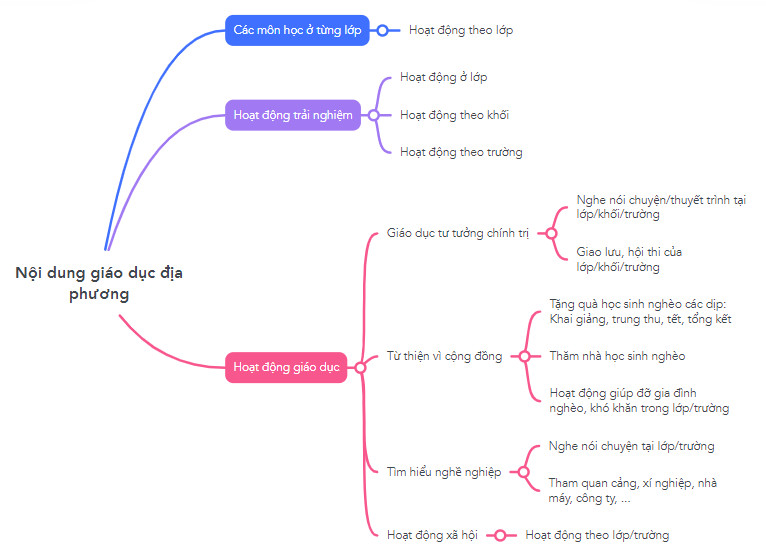 Các môn học ở từng lớp
Hoạt động theo lớp
Hoạt động trải nghiệm
Hoạt động ở lớp
Hoạt động theo khối
Hoạt động theo trường
Nội dung giáo dục địa
phương
Hoạt động giáo dục
Giáo dục tư tưởng chính trị
Nghe nói chuyện/thuyết trình tại
lớp/khối/trường
Giao lưu, hội thi của
lớp/khối/trường
Từ thiện vì cộng đồng
Tặng quà học sinh nghèo các dịp:
Khai giảng, trung thu, tết, tổng kết
Thăm nhà học sinh nghèo
Hoạt động giúp đỡ gia đình
nghèo, khó khăn trong lớp/trường
Tìm hiểu nghề nghiệp
Nghe nói chuyện tại lớp/trường
Tham quan cảng, xí nghiệp, nhà
máy, công ty, ...
Hoạt động xã hội
Hoạt động theo lớp/trường